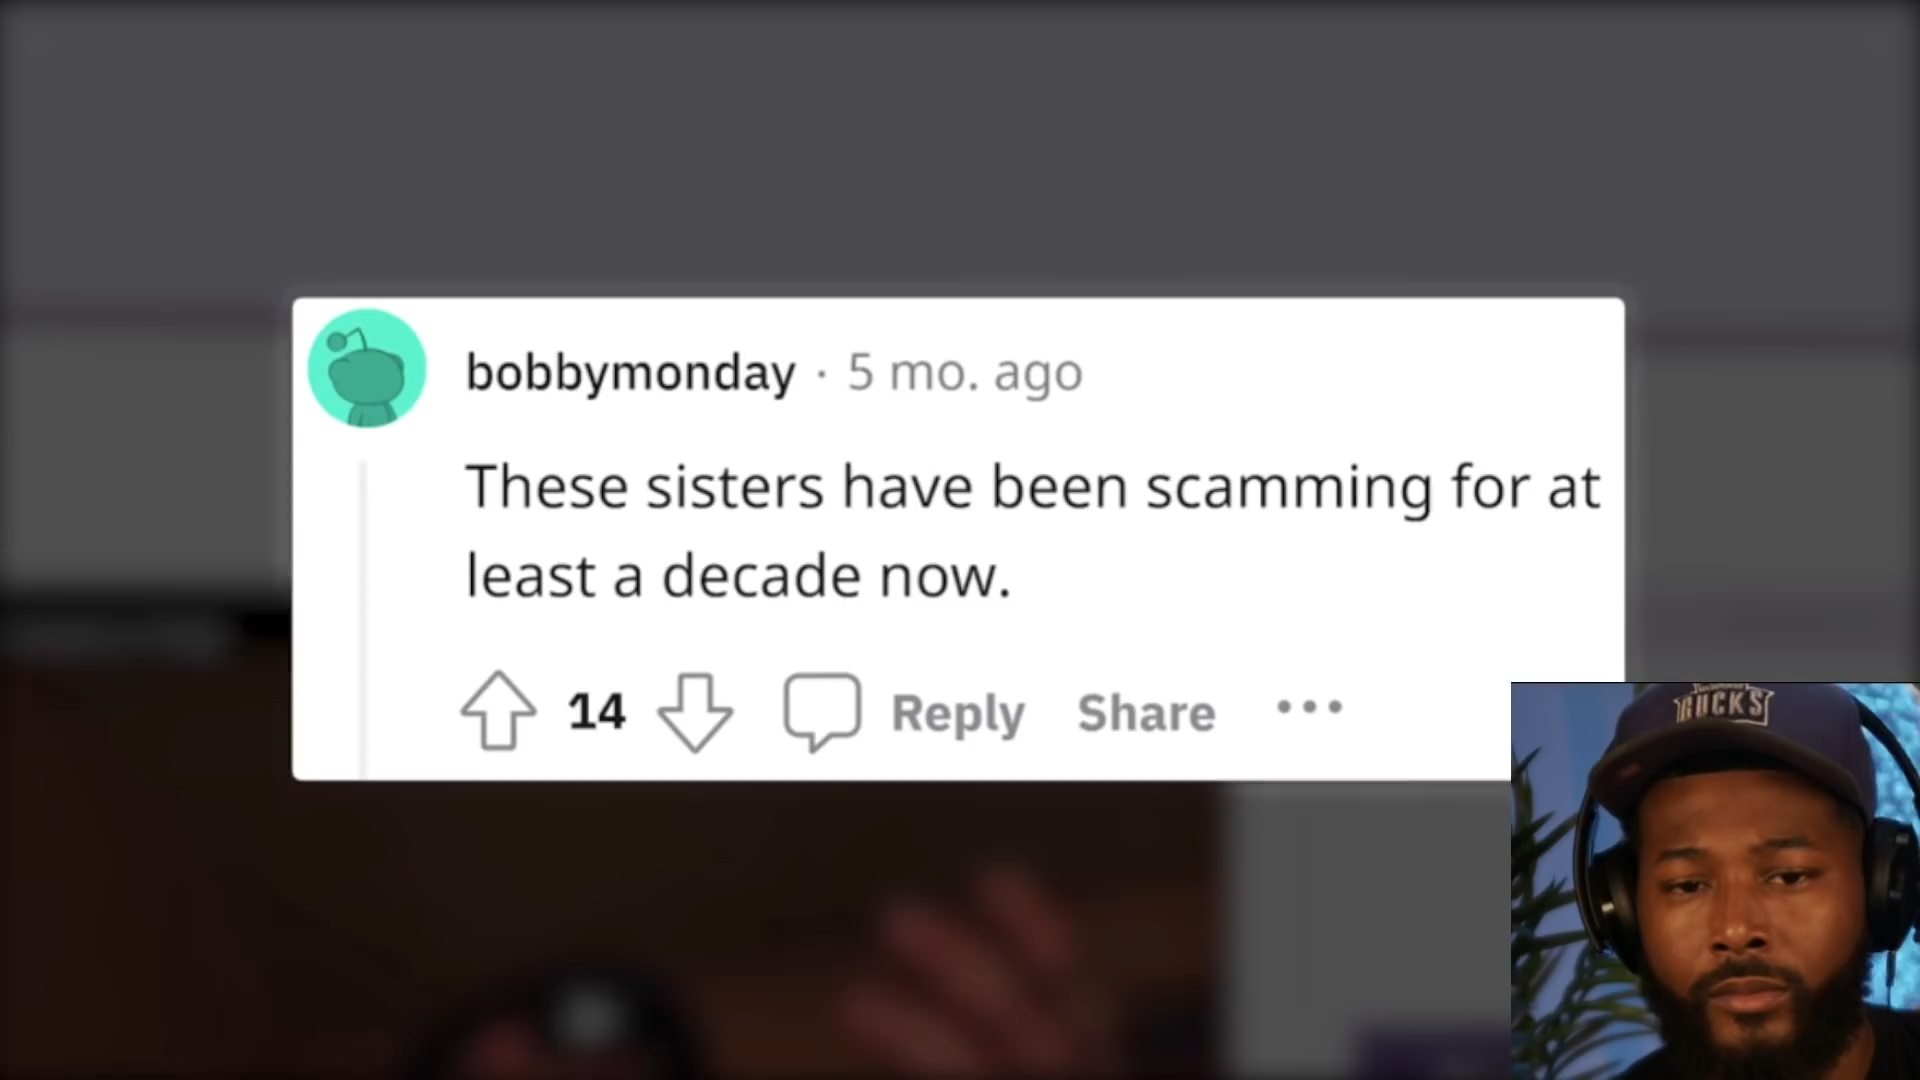 bobbymonday · 5 mo. ago
These sisters have been scamming for at
least a decade now.
14 Reply Share ...
BUCKS